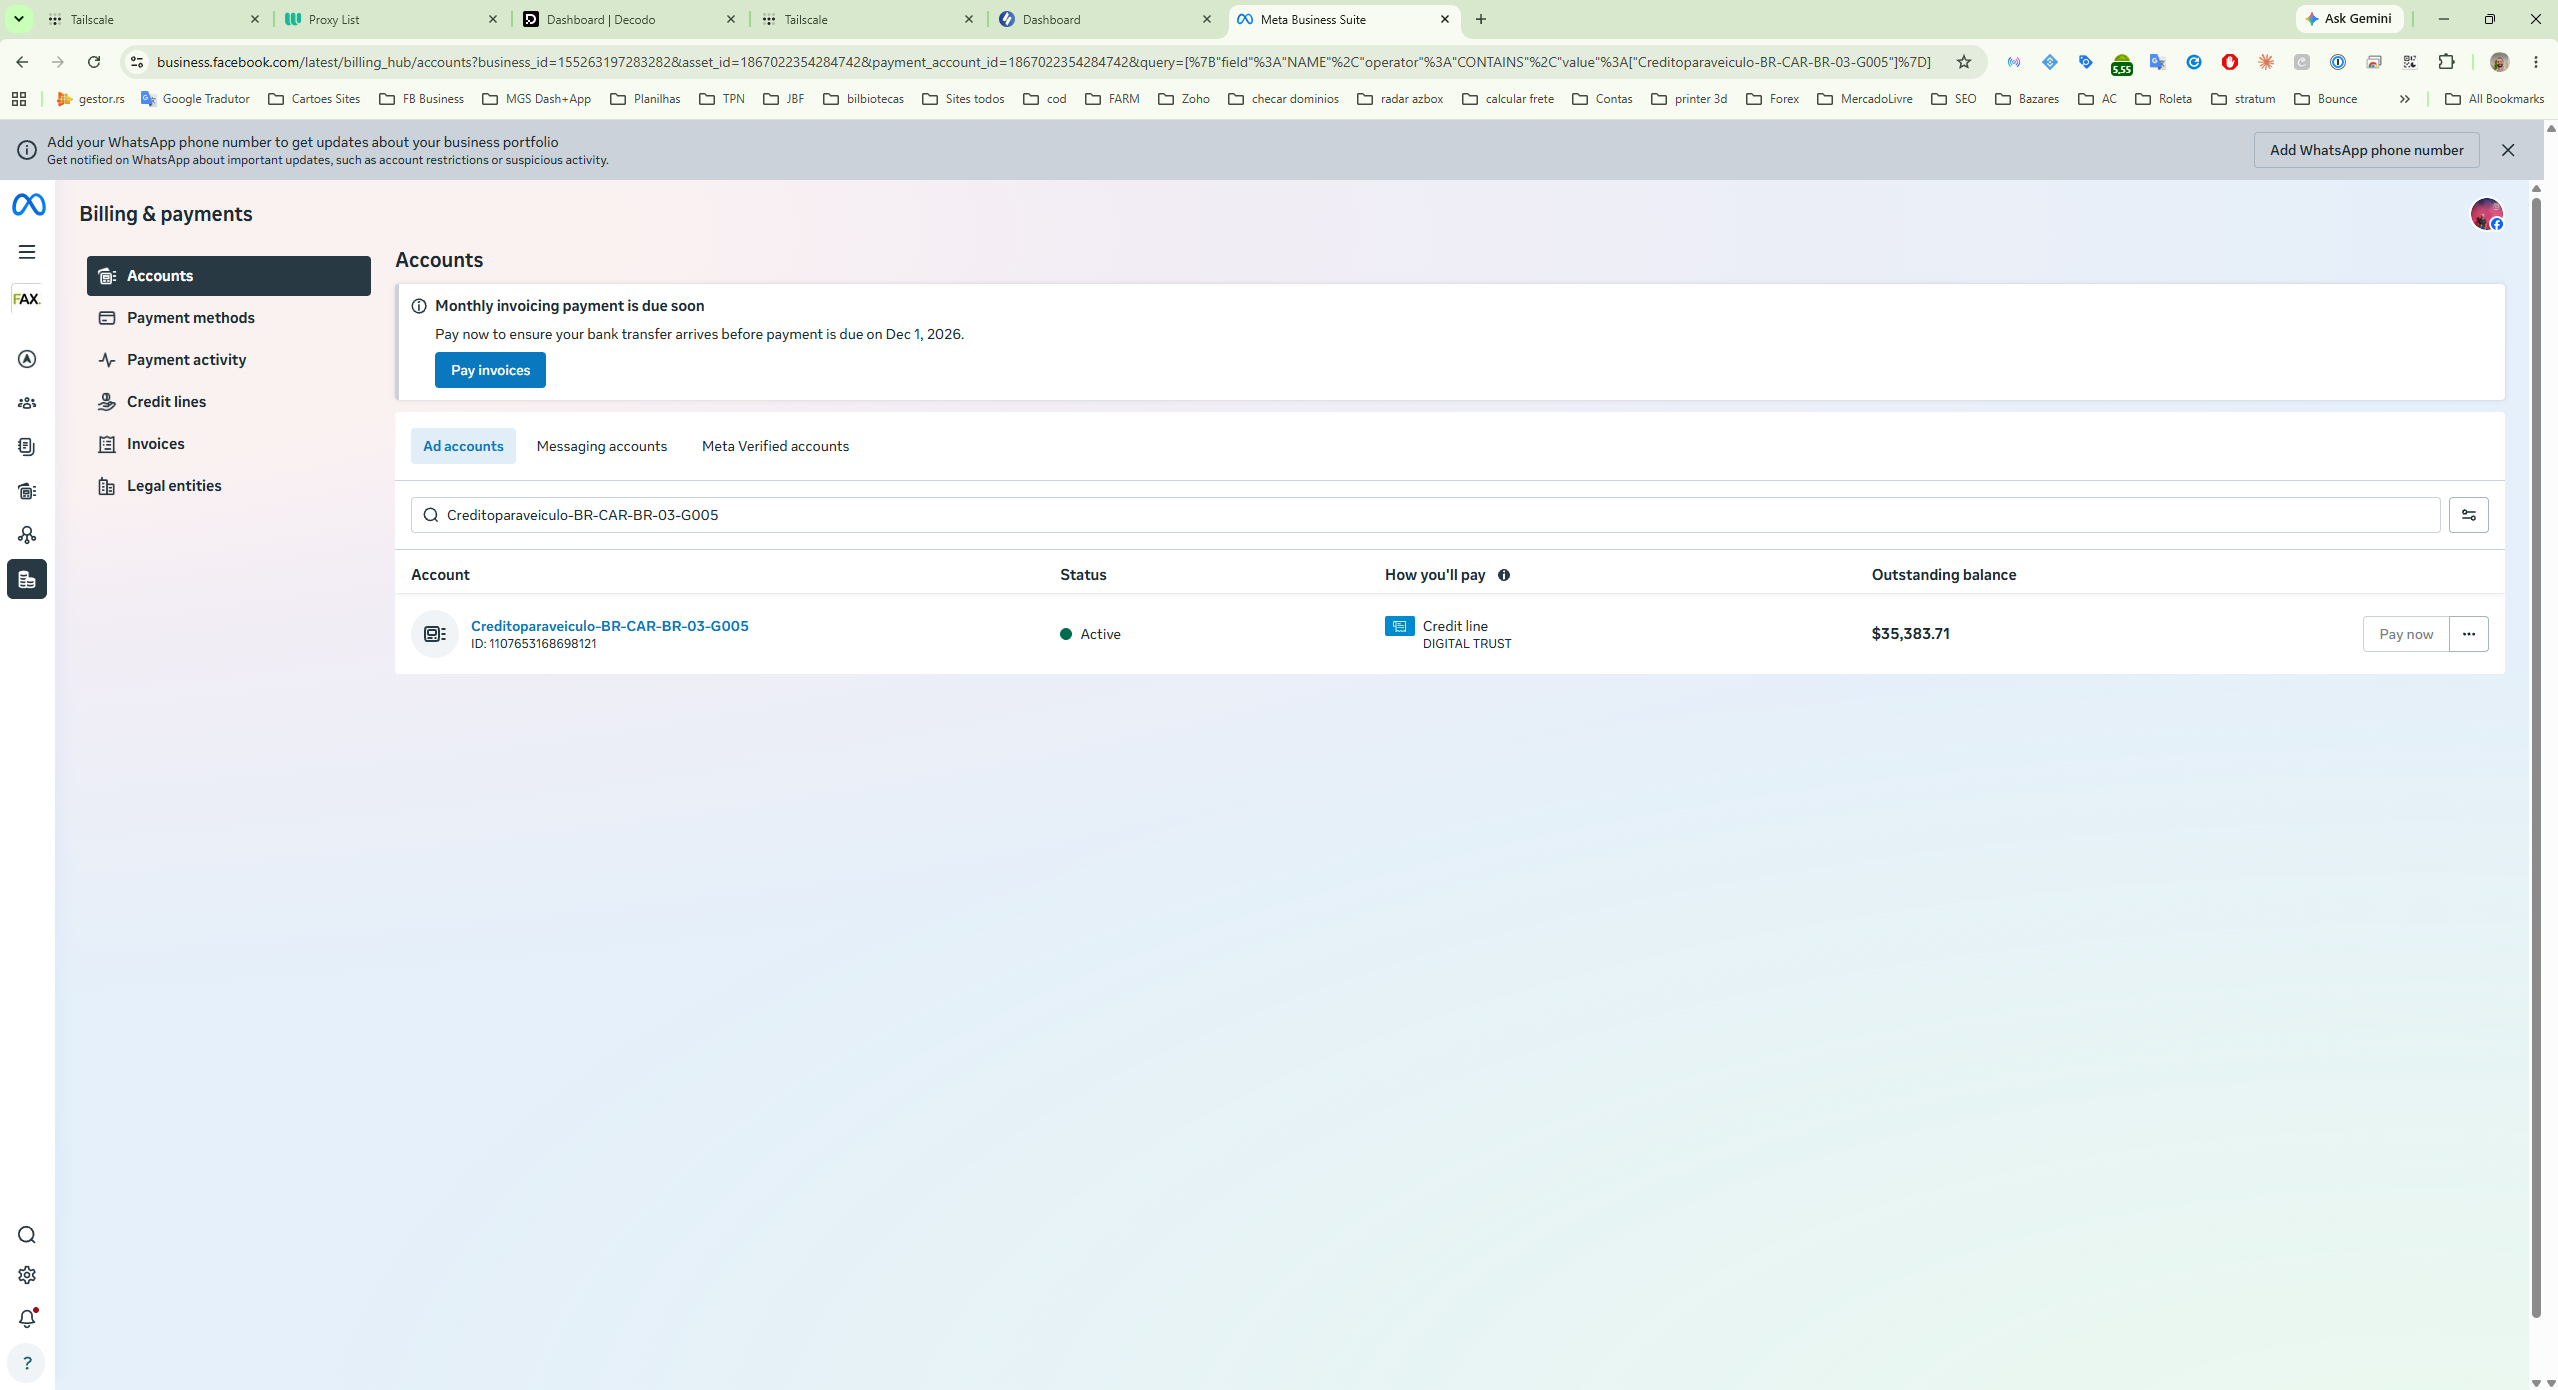 Tailscale
Proxy List
Dashboard | Decodo
Tailscale
Dashboard
Meta Business Suite
Ask Gemini
business.facebook.com/latest/billing_hub/accounts?business_id=155263197283282&asset_id=1867022354284742&payment_account_id=1867022354284742&query=[%7B"field"%3A"NAME"%2C"operator"%3A"CONTAINS"%2C"value"%3A["Creditoparaveiculo-BR-CAR-BR-03-G005"]%7D]
5,55
gestor.rs
Google Tradutor
Cartoes Sites
FB Business
MGS Dash+App
Planilhas
TPN
JBF
bilbiotecas
Sites todos
cod
FARM
Zoho
checar dominios
radar azbox
calcular frete
Contas
printer 3d
Forex
MercadoLivre
SEO
Bazares
AC
Roleta
stratum
Bounce
All Bookmarks
Add your WhatsApp phone number to get updates about your business portfolio
Get notified on WhatsApp about important updates, such as account restrictions or suspicious activity.
Add WhatsApp phone number
Billing & payments
FAX.
Accounts
Payment methods
Payment activity
Credit lines
Invoices
Legal entities
Accounts
Monthly invoicing payment is due soon
Pay now to ensure your bank transfer arrives before payment is due on Dec 1, 2026.
Pay invoices
Ad accounts
Messaging accounts
Meta Verified accounts
Creditoparaveiculo-BR-CAR-BR-03-G005
Account
Status
How you'll pay
Outstanding balance
Creditoparaveiculo-BR-CAR-BR-03-G005
ID: 1107653168698121
Active
Credit line
DIGITAL TRUST
$35,383.71
Pay now
?